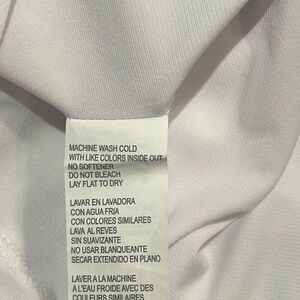 MACHINE WASH COLD
WITH LIKE COLORS INSIDE OUT
NO SOFTENER
DO NOT BLEACH
LAY FLAT TO DRY
LAVAR EN LAVADORA
CON AGUA FRIA
CON COLORES SIMILARES
LAVA AL REVES
SIN SUAVIZANTE
NO USAR BLANQUEANTE
SECAR EXTENDIDO EN PLANO
LAVER A LA MACHINE
A L'EAU FROIDE AVEC DES
COULEURS SIMILAIRES